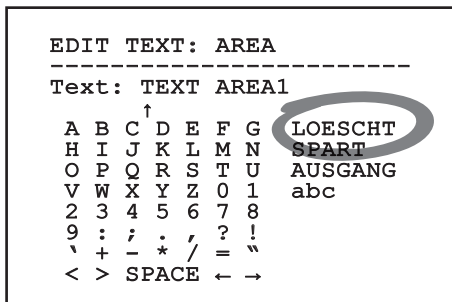 EDIT TEXT: AREA
------------------------
Text: TEXT AREA1
↑
A B C D E F G LOESCHT
H I J K L M N SPART
O P Q R S T U AUSGANG
V W X Y Z 0 1 abc
2 3 4 5 6 7 8
9 : ; . , ? !
‛ + - * / = ‟
< > SPACE ← →